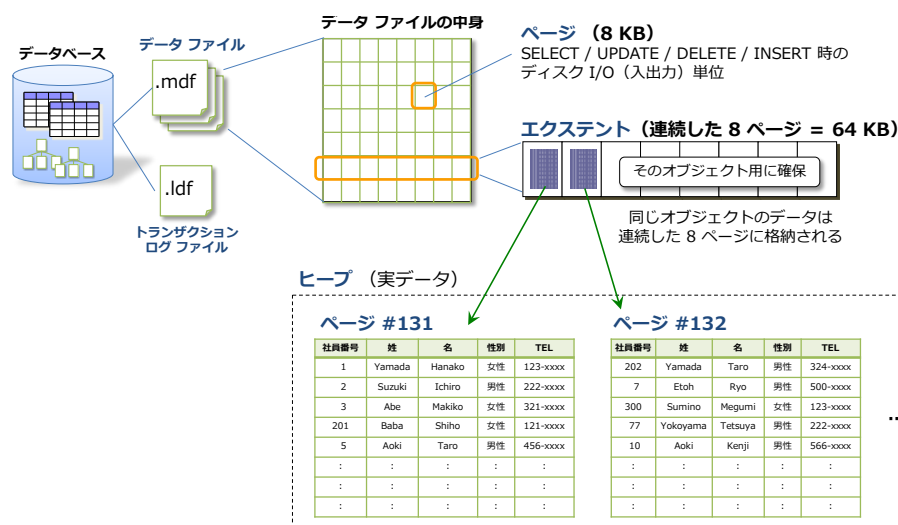 データ ファイルの中身
データベース
データ ファイル
.mdf
.ldf
トランザクション
ログ ファイル
ページ （8 KB）
SELECT / UPDATE / DELETE / INSERT 時の
ディスク I/O（入出力）単位
エクステント（連続した 8 ページ = 64 KB）
そのオブジェクト用に確保
同じオブジェクトのデータは
連続した 8 ページに格納される
ヒープ （実データ）
ページ #131
社員番号 姓 名 性別 TEL
1 Yamada Hanako 女性 123-xxxx
2 Suzuki Ichiro 男性 222-xxxx
3 Abe Makiko 女性 321-xxxx
201 Baba Shiho 女性 121-xxxx
5 Aoki Taro 男性 456-xxxx
: : : : :
: : : : :
: : : : :
ページ #132
社員番号 姓 名 性別 TEL
202 Yamada Taro 男性 324-xxxx
7 Etoh Ryo 男性 500-xxxx
300 Sumino Megumi 女性 123-xxxx
77 Yokoyama Tetsuya 男性 222-xxxx
10 Aoki Kenji 男性 566-xxxx
: : : : :
: : : : :
: : : : :
..